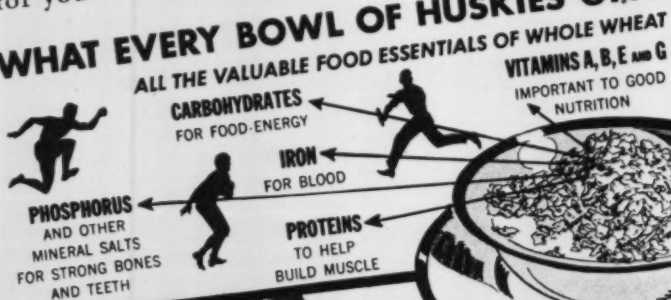 for you
WHAT EVERY BOWL OF HUSKIES
ALL THE VALUABLE FOOD ESSENTIALS OF WHOLE WHEAT
CARBOHYDRATES
FOR FOOD-ENERGY
VITAMINS A, B, E AND G
IMPORTANT TO GOOD
NUTRITION
IRON
FOR BLOOD
PHOSPHORUS
AND OTHER
MINERAL SALTS
FOR STRONG BONES
AND TEETH
PROTEINS
TO HELP
BUILD MUSCLE